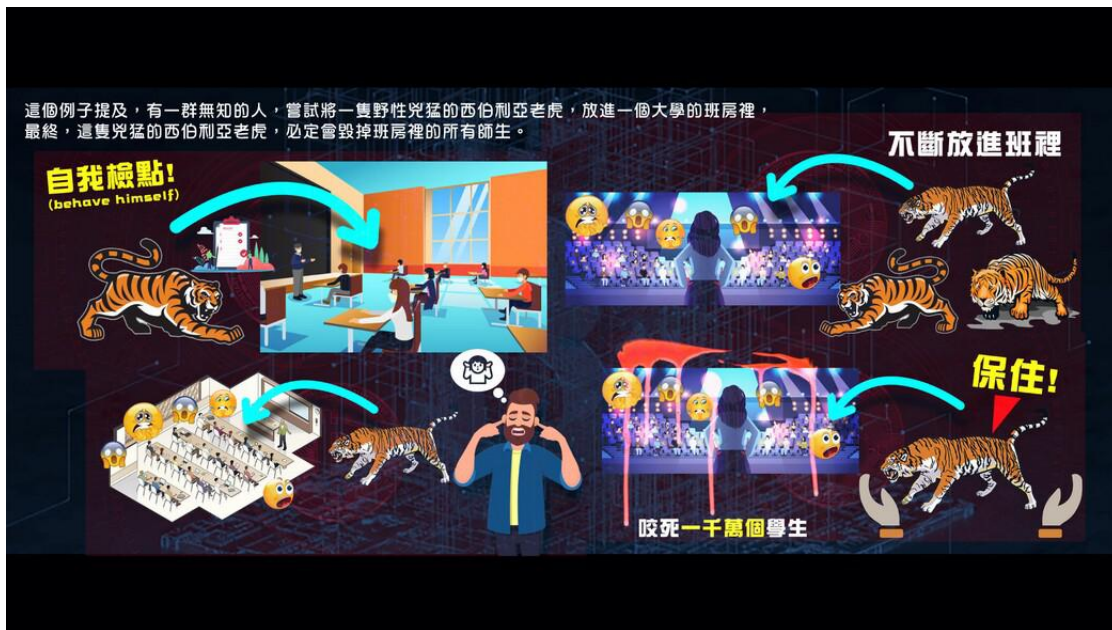 這個例子提及，有一群無知的人，嘗試將一隻野性兇猛的西伯利亞老虎，放進一個大學的班房裡，
最終，這隻兇猛的西伯利亞老虎，必定會毀掉班房裡的所有師生。
自我檢點!
(behave himself)
不斷放進班裡
保住!
咬死一千萬個學生